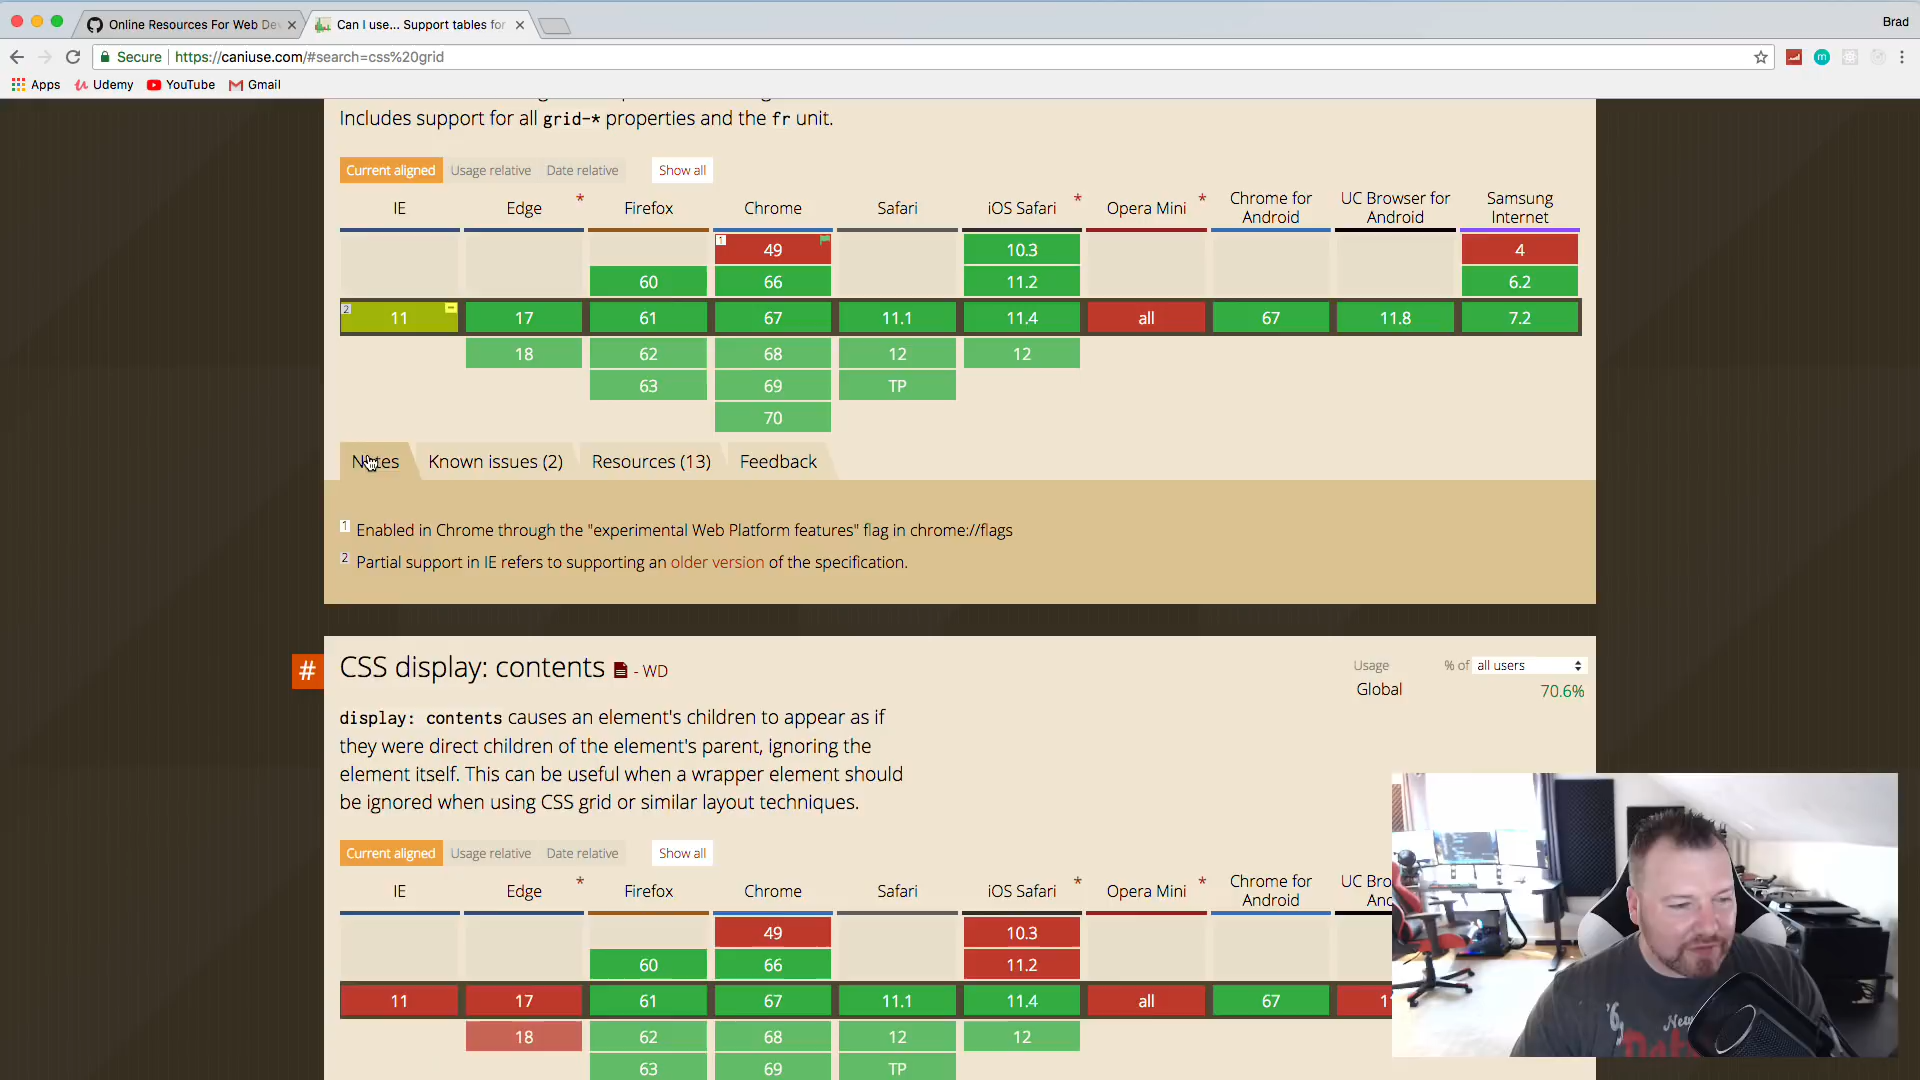 Online Resources For Web De
Can I use... Support tables for
Brad
Secure
https://caniuse.com/#search=css%20grid
Apps
Udemy
YouTube
Gmail
Includes support for all grid-* properties and the fr unit.
Current aligned
Usage relative
Date relative
Show all
IE
Edge *
Firefox
Chrome
Safari
iOS Safari *
Opera Mini *
Chrome for Android
UC Browser for Android
Samsung Internet
1 49 10.3 4
60 66 11.2 6.2
2 11 17 61 67 11.1 11.4 all 67 11.8 7.2
18 62 68 12 12
63 69 TP
70
Notes
Known issues (2)
Resources (13)
Feedback
1 Enabled in Chrome through the "experimental Web Platform features" flag in chrome://flags
2 Partial support in IE refers to supporting an older version of the specification.
# CSS display: contents - WD
Usage % of all users
Global 70.6%
display: contents causes an element's children to appear as if
they were direct children of the element's parent, ignoring the
element itself. This can be useful when a wrapper element should
be ignored when using CSS grid or similar layout techniques.
Current aligned
Usage relative
Date relative
Show all
IE
Edge *
Firefox
Chrome
Safari
iOS Safari *
Opera Mini *
Chrome for Android
UC Bro
And
49 10.3
60 66 11.2
11 17 61 67 11.1 11.4 all 67 1
18 62 68 12 12
63 69 TP
'6
New